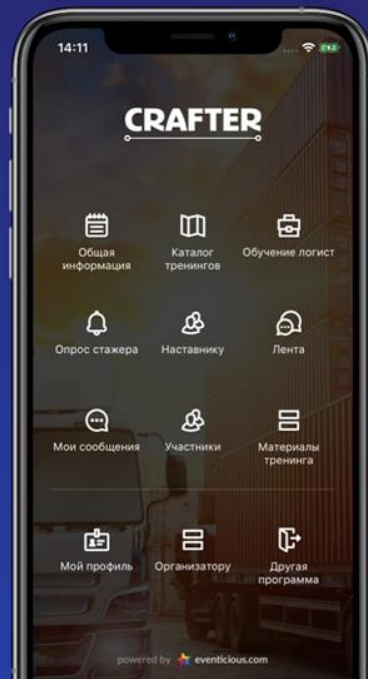 14:11
CRAFTER
Общая
информация
Каталог
тренингов
Обучение логист
Опрос стажера
Наставнику
Лента
Мои сообщения
Участники
Материалы
тренинга
Мой профиль
Организатору
Другая
программа
powered by eventicious.com